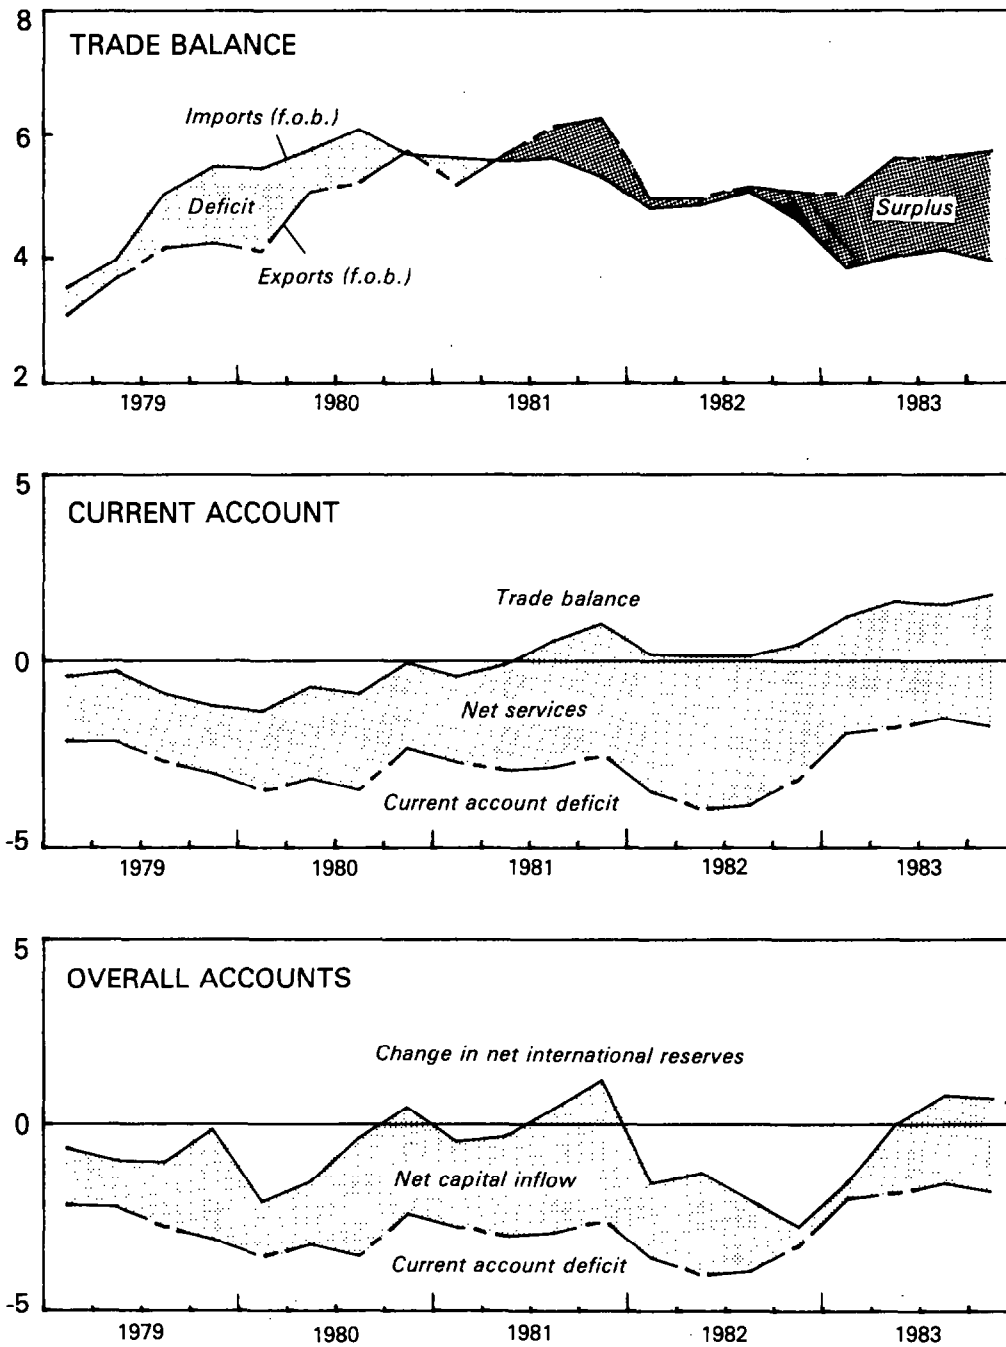 8
TRADE BALANCE
Imports (f.o.b.)
6
Deficit
Surplus
4
Exports (f.o.b.)
2
1979 1980 1981 1982 1983
5
CURRENT ACCOUNT
Trade balance
0
Net services
Current account deficit
-5
1979 1980 1981 1982 1983
5
OVERALL ACCOUNTS
Change in net international reserves
0
Net capital inflow
Current account deficit
-5
1979 1980 1981 1982 1983